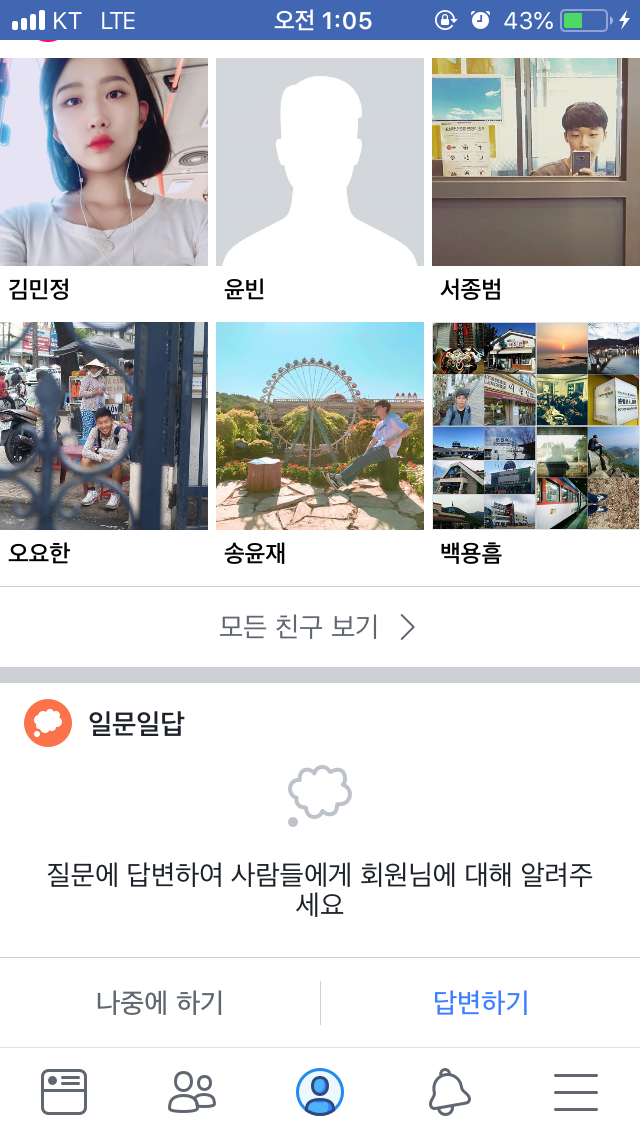 KT LTE 오전 1:05 43%
김민정 윤빈 서종범
오요한 송윤재 백용흠
모든 친구 보기
일문일답
질문에 답변하여 사람들에게 회원님에 대해 알려주
세요
나중에 하기 답변하기